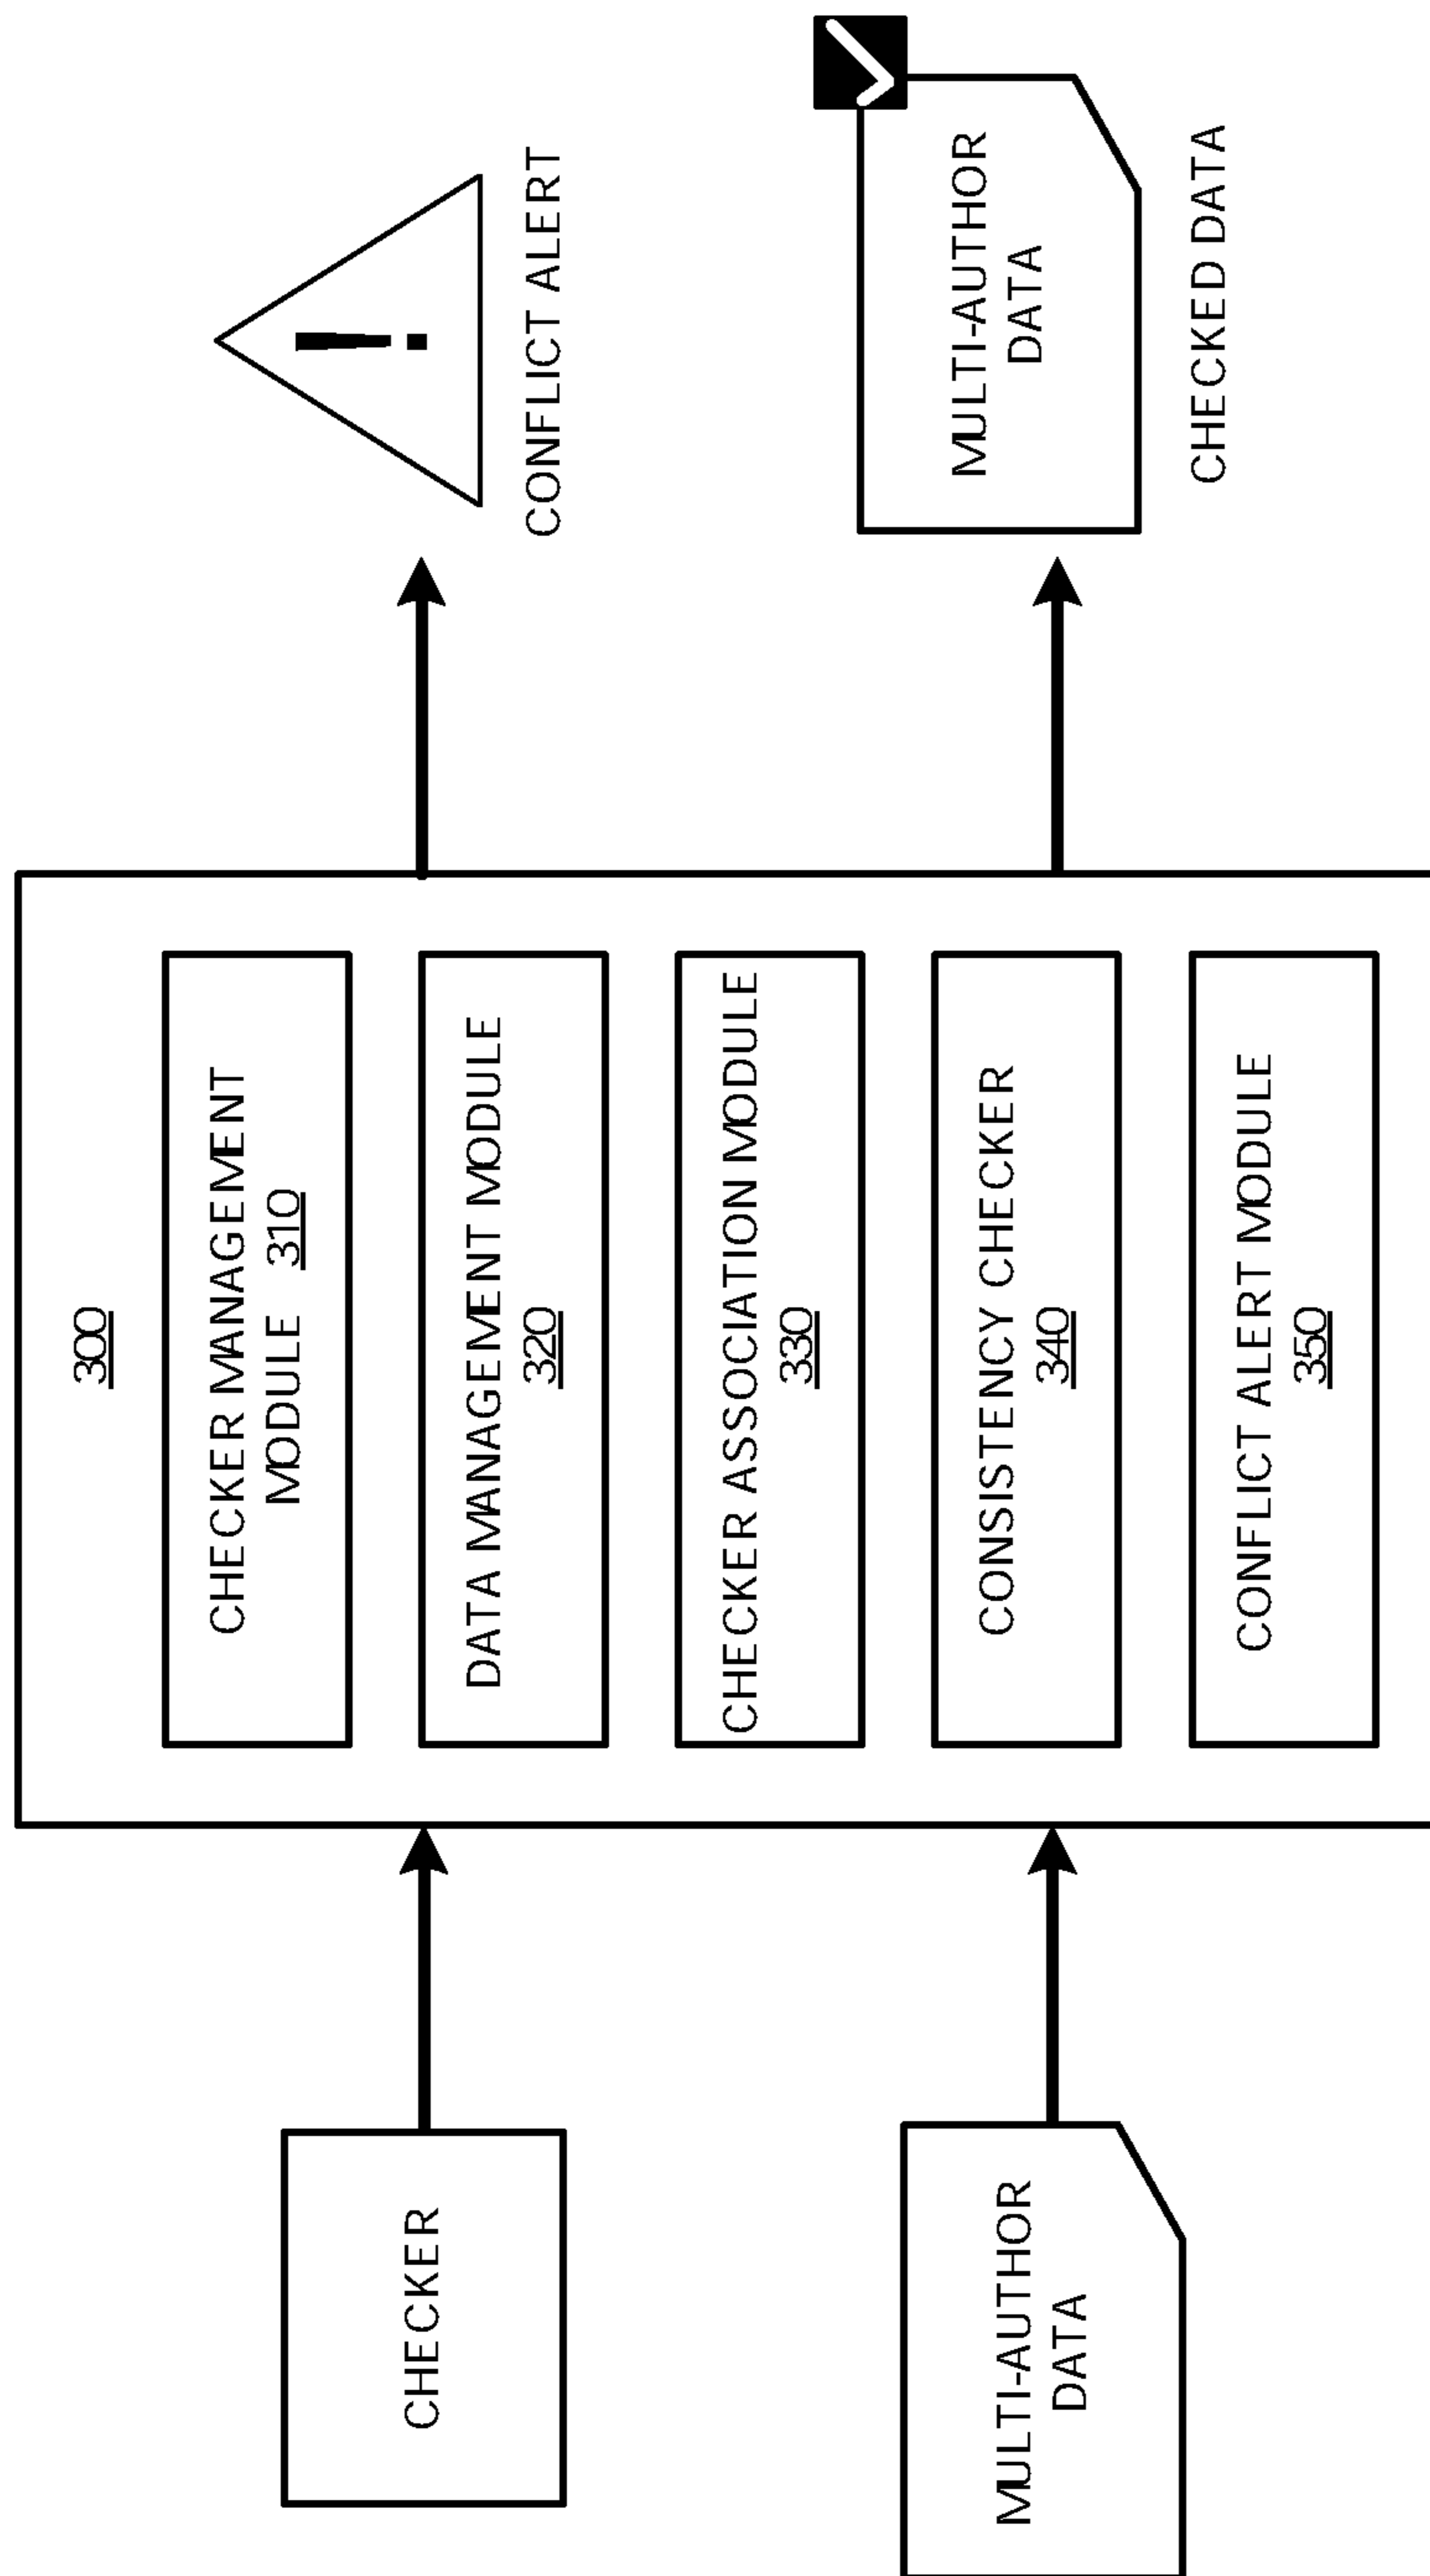 CHECKER
MULTI-AUTHOR
DATA
300
CHECKER MANAGEMENT
MODULE 310
DATA MANAGEMENT MODULE
320
CHECKER ASSOCIATION MODULE
330
CONSISTENCY CHECKER
340
CONFLICT ALERT MODULE
350
!
CONFLICT ALERT
MULTI-AUTHOR
DATA
CHECKED DATA